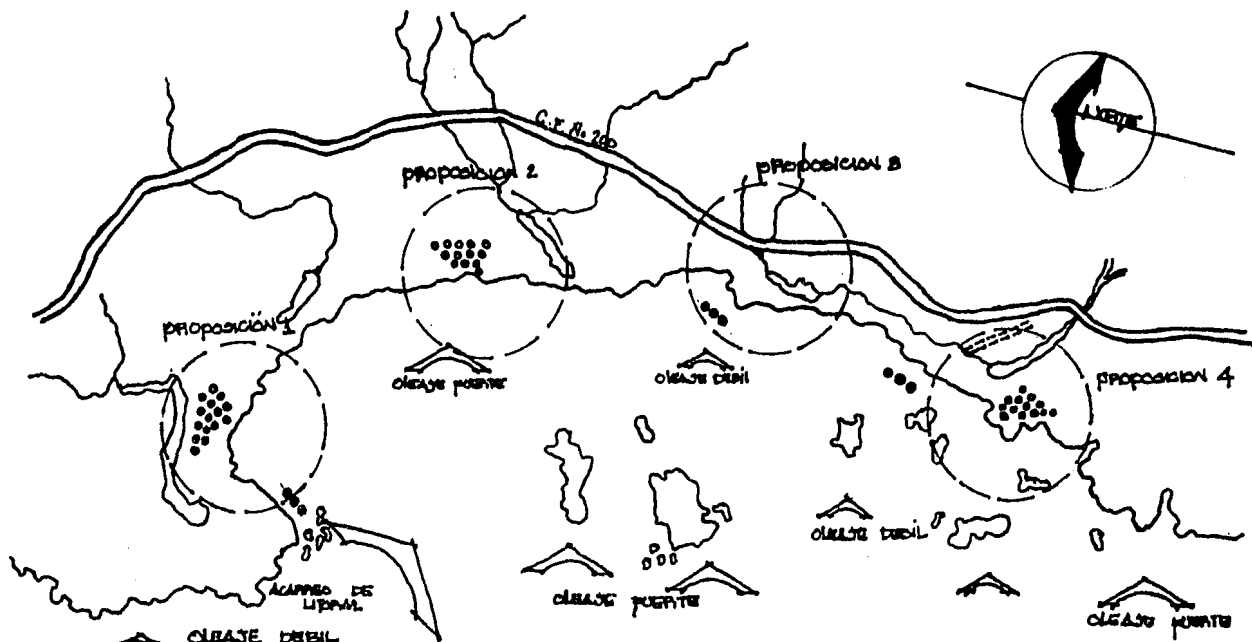 C.F. N. 200
NORTE
PROPOSICION 2
PROPOSICION 3
PROPOSICIÓN 1
OLEAJE FUERTE
OLEAJE DEBIL
PROPOSICION 4
OLEAJE DEBIL
ACARREO DE
OLEAJE FUERTE
OLEAJE FUERTE
OLEAJE DEBIL